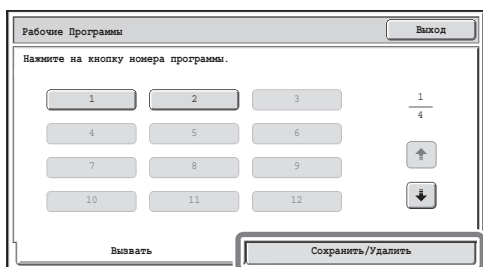 Рабочие Программы
Выход
Нажмите на кнопку номера программы.
1 2 3
1
4
4 5 6
7 8 9
10 11 12
Вызвать
Сохранить/Удалить